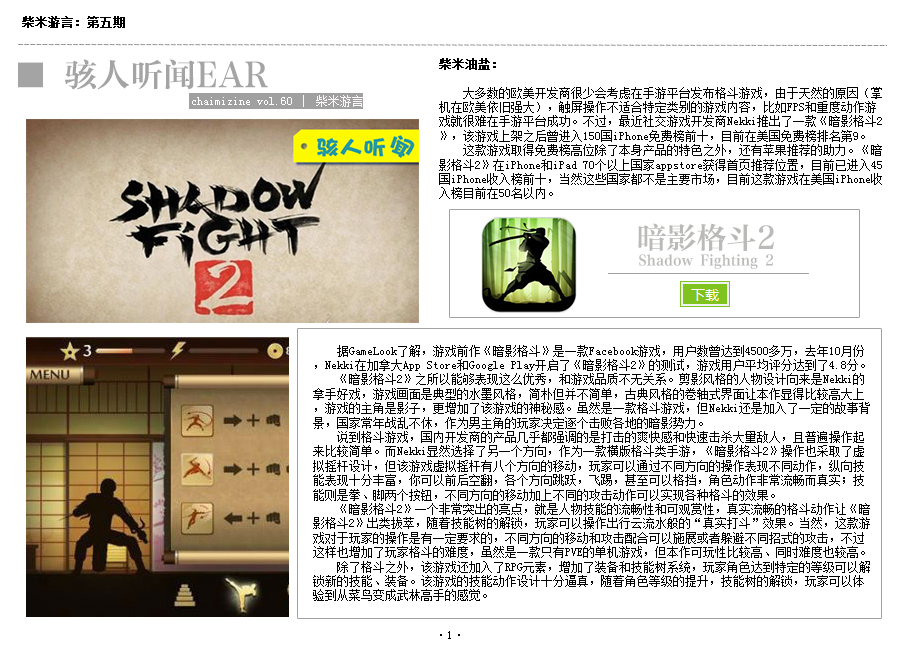 柴米游言：第五期
骇人听闻EAR
chaimizine vol.60 | 柴米游言
骇人听闻
SHADOW
FiGHT
2
3
MENU
柴米油盐：
大多数的欧美开发商很少会考虑在手游平台发布格斗游戏，由于天然的原因（掌
机在欧美依旧强大），触屏操作不适合特定类别的游戏内容，比如FPS和重度动作游
戏就很难在手游平台成功。不过，最近社交游戏开发商Nekki推出了一款《暗影格斗2
》，该游戏上架之后曾进入150国iPhone免费榜前十，目前在美国免费榜排名第9。
这款游戏取得免费榜高位除了本身产品的特色之外，还有苹果推荐的助力。《暗
影格斗2》在iPhone和iPad 70个以上国家appstore获得首页推荐位置，目前已进入45
国iPhone收入榜前十，当然这些国家都不是主要市场，目前这款游戏在美国iPhone收
入榜目前在50名以内。
暗影格斗2
Shadow Fighting 2
下载
据GameLook了解，游戏前作《暗影格斗》是一款Facebook游戏，用户数曾达到4500多万，去年10月份
，Nekki在加拿大App Store和Google Play开启了《暗影格斗2》的测试，游戏用户平均评分达到了4.8分。
《暗影格斗2》之所以能够表现这么优秀，和游戏品质不无关系。剪影风格的人物设计向来是Nekki的
拿手好戏，游戏画面是典型的水墨风格，简朴但并不简单，古典风格的卷轴式界面让本作显得比较高大上
，游戏的主角是影子，更增加了该游戏的神秘感。虽然是一款格斗游戏，但Nekki还是加入了一定的故事背
景，国家常年战乱不休，作为男主角的玩家决定逐个击败各地的暗影势力。
说到格斗游戏，国内开发商的产品几乎都强调的是打击的爽快感和快速击杀大量敌人，且普遍操作起
来比较简单。而Nekki显然选择了另一个方向，作为一款横版格斗类手游，《暗影格斗2》操作也采取了虚
拟摇杆设计，但该游戏虚拟摇杆有八个方向的移动，玩家可以通过不同方向的操作表现不同动作，纵向技
能表现十分丰富，你可以前后空翻，各个方向跳跃，飞踢，甚至可以格挡，角色动作非常流畅而真实；技
能则是拳、脚两个按钮，不同方向的移动加上不同的攻击动作可以实现各种格斗的效果。
《暗影格斗2》一个非常突出的亮点，就是人物技能的流畅性和可观赏性，真实流畅的格斗动作让《暗
影格斗2》出类拔萃，随着技能树的解锁，玩家可以操作出行云流水般的“真实打斗”效果。当然，这款游
戏对于玩家的操作是有一定要求的，不同方向的移动和攻击配合可以施展或者躲避不同招式的攻击，不过
这样也增加了玩家格斗的难度，虽然是一款只有PVE的单机游戏，但本作可玩性比较高、同时难度也较高。
除了格斗之外，该游戏还加入了RPG元素，增加了装备和技能树系统，玩家角色达到特定的等级可以解
锁新的技能、装备。该游戏的技能动作设计十分逼真，随着角色等级的提升，技能树的解锁，玩家可以体
验到从菜鸟变成武林高手的感觉。
·1·